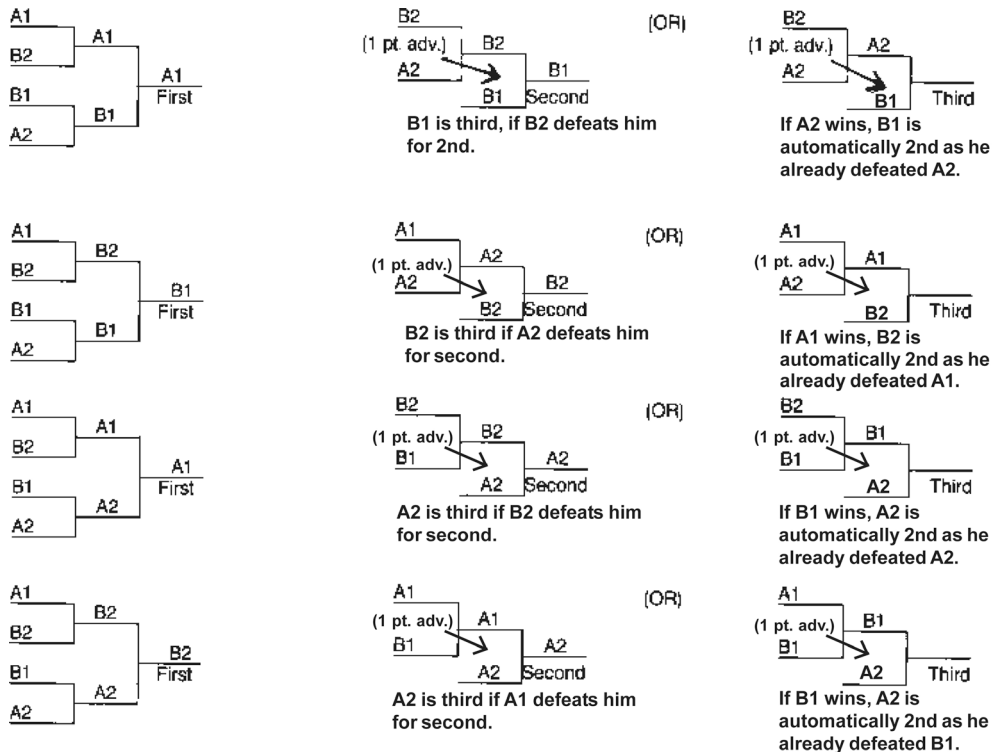 A1
A1
B2
A1
First
B1
B1
A2
B2
(1 pt. adv.)
B2
A2
B1
B1
Second
B1 is third, if B2 defeats him
for 2nd.
(OR)
B2
(1 pt. adv.)
A2
A2
B1
Third
If A2 wins, B1 is
automatically 2nd as he
already defeated A2.
A1
B2
B2
B1
First
B1
B1
A2
A1
A2
(1 pt. adv.)
A2
B2
B2
Second
B2 is third if A2 defeats him
for second.
(OR)
A1
A1
(1 pt. adv.)
A2
B2
Third
If A1 wins, B2 is
automatically 2nd as he
already defeated A1.
A1
A1
B2
A1
First
B1
A2
A2
B2
B2
(1 pt. adv.)
B1
A2
A2
Second
A2 is third if B2 defeats him
for second.
(OR)
B2
B1
(1 pt. adv.)
B1
A2
Third
If B1 wins, A2 is
automatically 2nd as he
already defeated A2.
A1
B2
B2
B2
First
B1
A2
A2
A1
(1 pt. adv.)
A1
B1
A2
A2
Second
A2 is third if A1 defeats him
for second.
(OR)
A1
(1 pt. adv.)
B1
B1
A2
Third
If B1 wins, A2 is
automatically 2nd as he
already defeated B1.